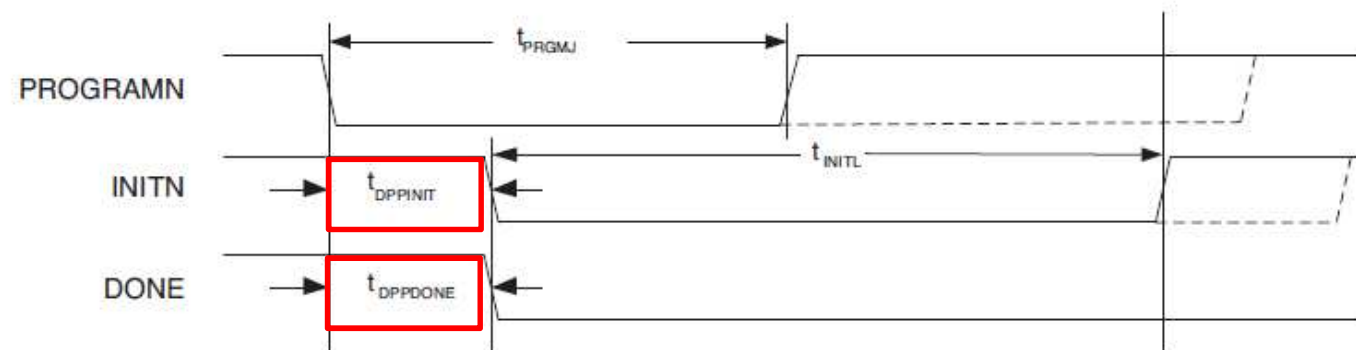 tPRGMJ
PROGRAMN
tINITL
INITN
tDPPINIT
DONE
tDPPDONE